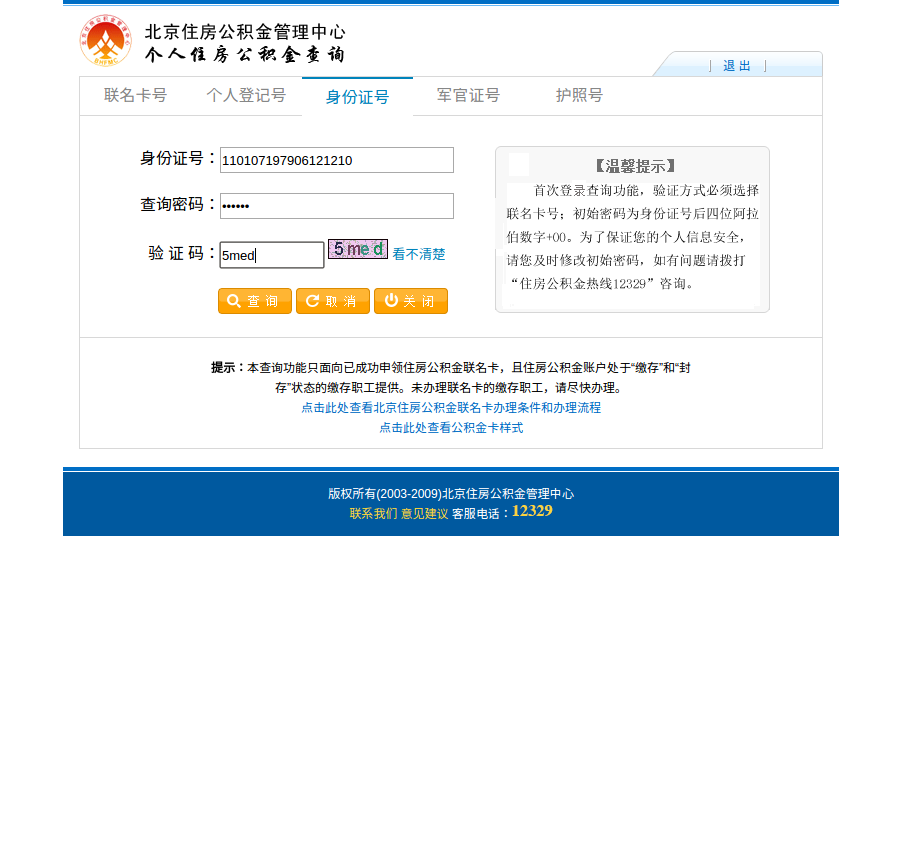 北京住房公积金管理中心
个人住房公积金查询
退 出
联名卡号 个人登记号 身份证号 军官证号 护照号
身份证号：110107197906121210
查询密码：••••••
验 证 码：5med 5med 看不清楚
查 询 取 消 关 闭
【温馨提示】
首次登录查询功能，验证方式必须选择
联名卡号；初始密码为身份证号后四位阿拉
伯数字+00。为了保证您的个人信息安全，
请您及时修改初始密码，如有问题请拨打
“住房公积金热线12329”咨询。
提示：本查询功能只面向已成功申领住房公积金联名卡，且住房公积金账户处于“缴存”和“封
存”状态的缴存职工提供。未办理联名卡的缴存职工，请尽快办理。
点击此处查看北京住房公积金联名卡办理条件和办理流程
点击此处查看公积金卡样式
版权所有(2003-2009)北京住房公积金管理中心
联系我们 意见建议 客服电话：12329